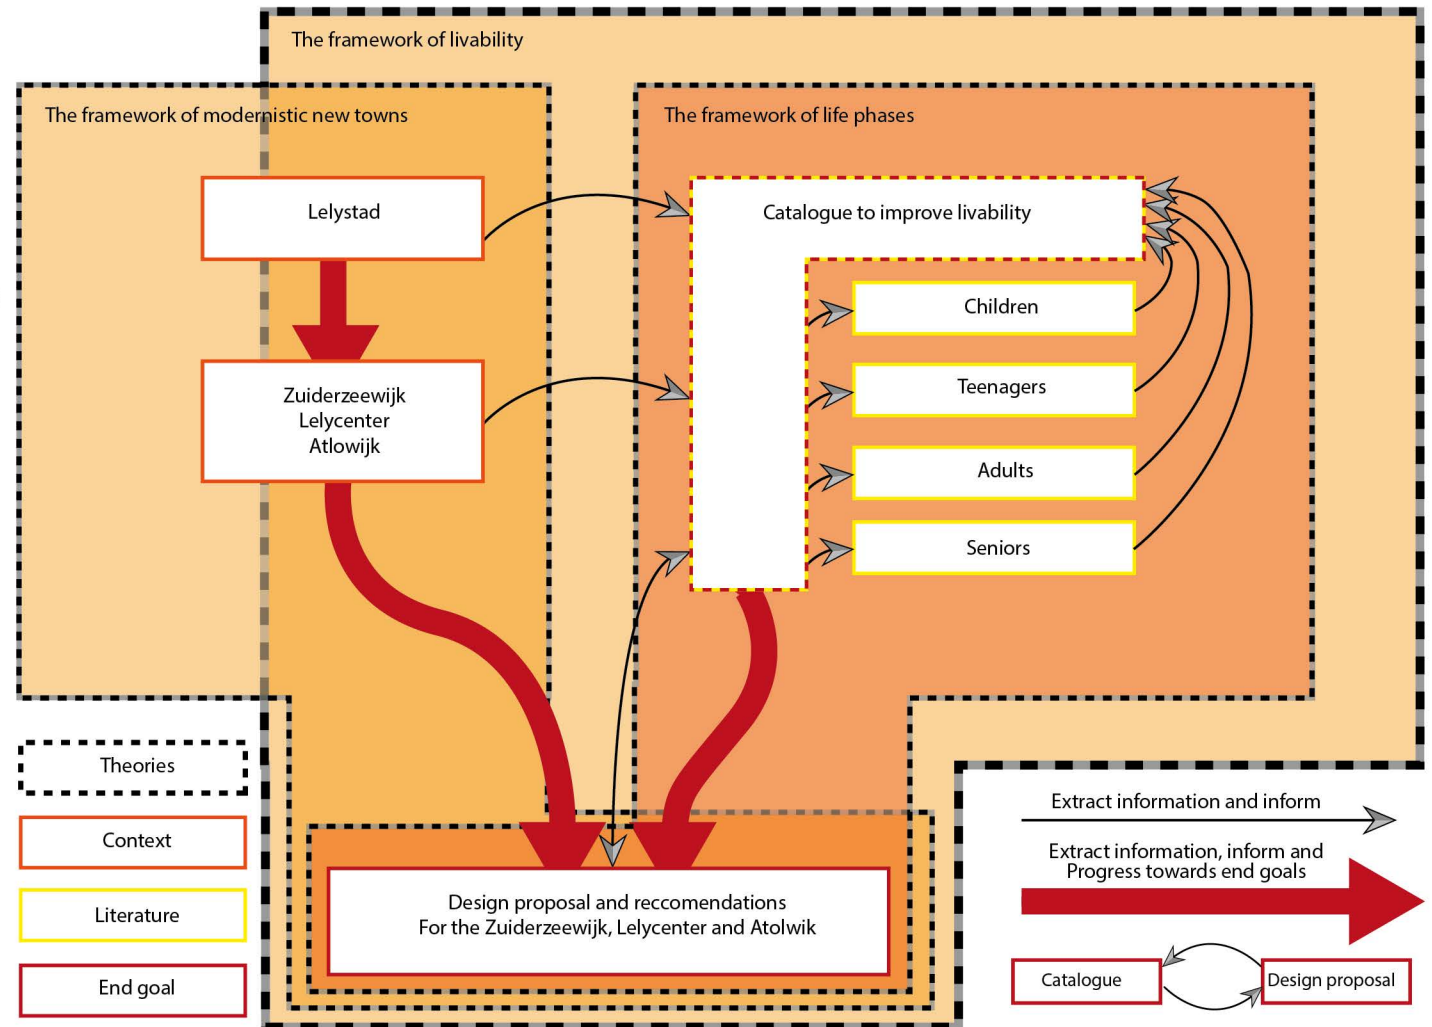 The framework of livability
The framework of modernistic new towns
The framework of life phases
Lelystad
Catalogue to improve livability
Children
Zuiderzeewijk
Lelycenter
Atlowijk
Teenagers
Adults
Seniors
Theories
Context
Literature
End goal
Design proposal and reccomendations
For the Zuiderzeewijk, Lelycenter and Atolwik
Extract information and inform
Extract information, inform and
Progress towards end goals
Catalogue
Design proposal